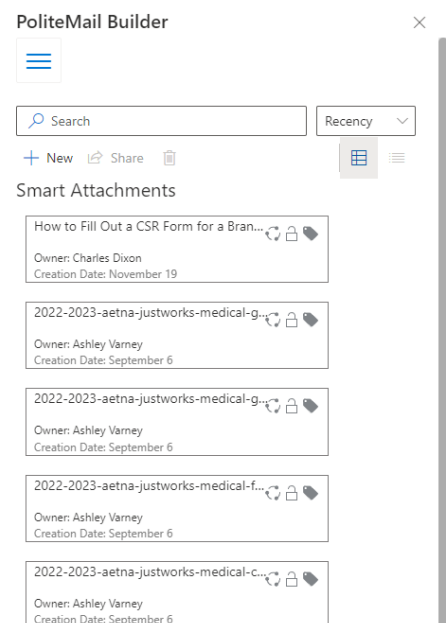 PoliteMail Builder
Search
Recency
New Share
Smart Attachments
How to Fill Out a CSR Form for a Bran...
Owner: Charles Dixon
Creation Date: November 19
2022-2023-aetna-justworks-medical-g...
Owner: Ashley Varney
Creation Date: September 6
2022-2023-aetna-justworks-medical-g...
Owner: Ashley Varney
Creation Date: September 6
2022-2023-aetna-justworks-medical-f...
Owner: Ashley Varney
Creation Date: September 6
2022-2023-aetna-justworks-medical-c...
Owner: Ashley Varney
Creation Date: September 6